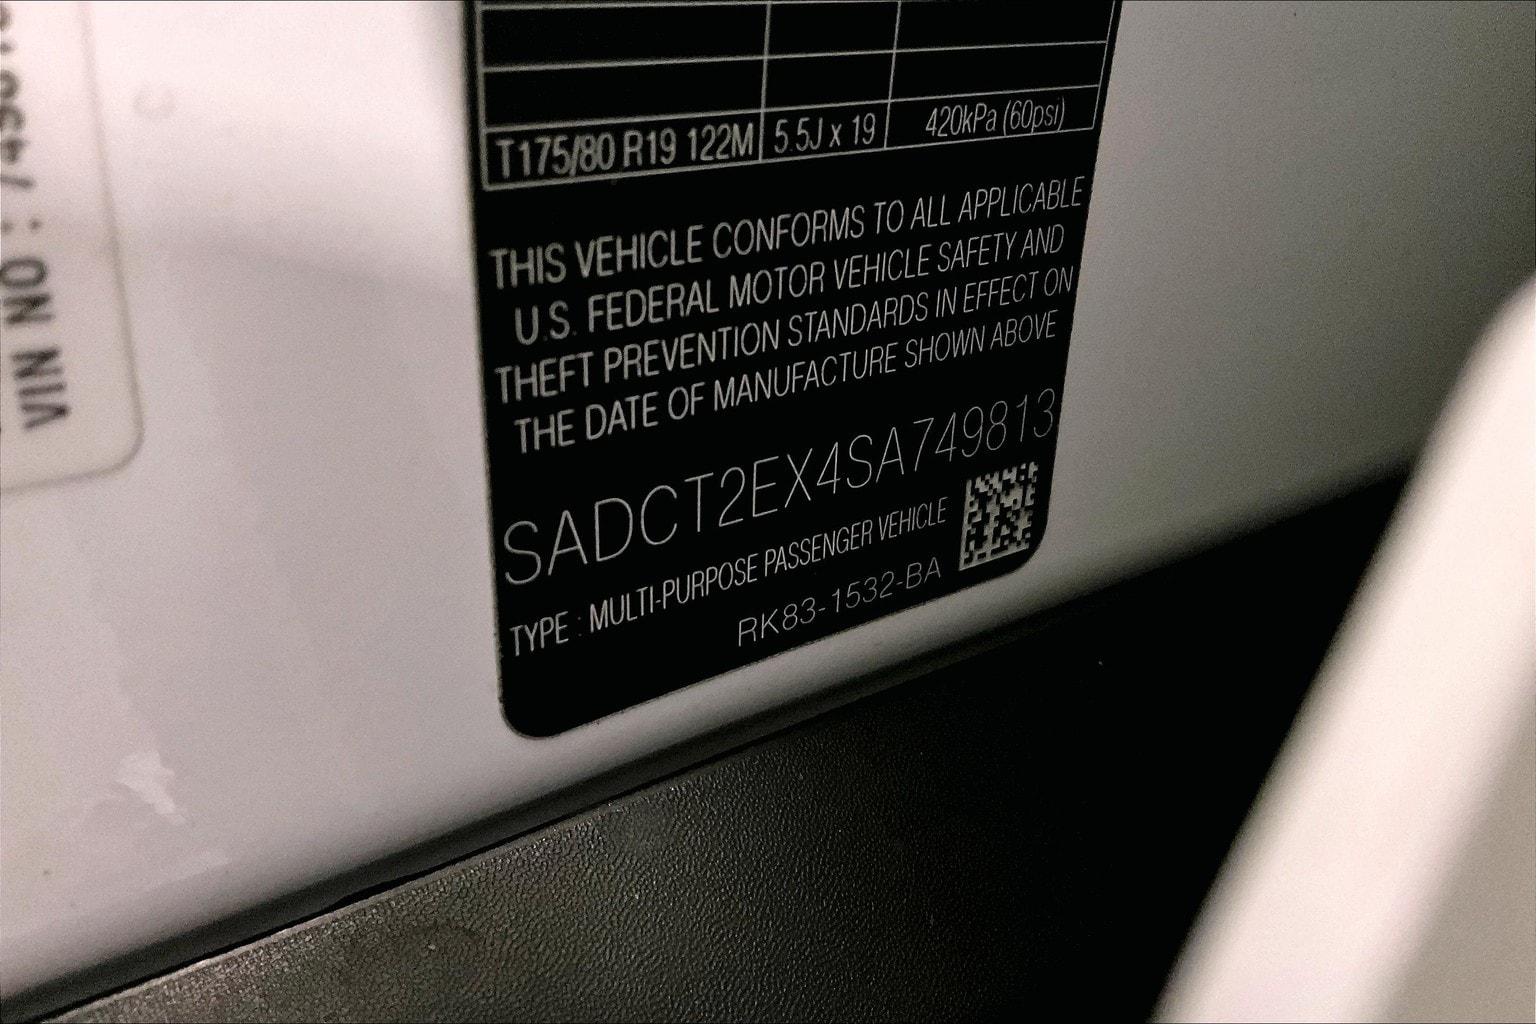 T175/80 R19 122M 5.5J x 19 420kPa (60psi)
THIS VEHICLE CONFORMS TO ALL APPLICABLE
U.S. FEDERAL MOTOR VEHICLE SAFETY AND
THEFT PREVENTION STANDARDS IN EFFECT ON
THE DATE OF MANUFACTURE SHOWN ABOVE
SADCT2EX4SA749813
TYPE : MULTI-PURPOSE PASSENGER VEHICLE
RK83-1532-BA
VIN NO :